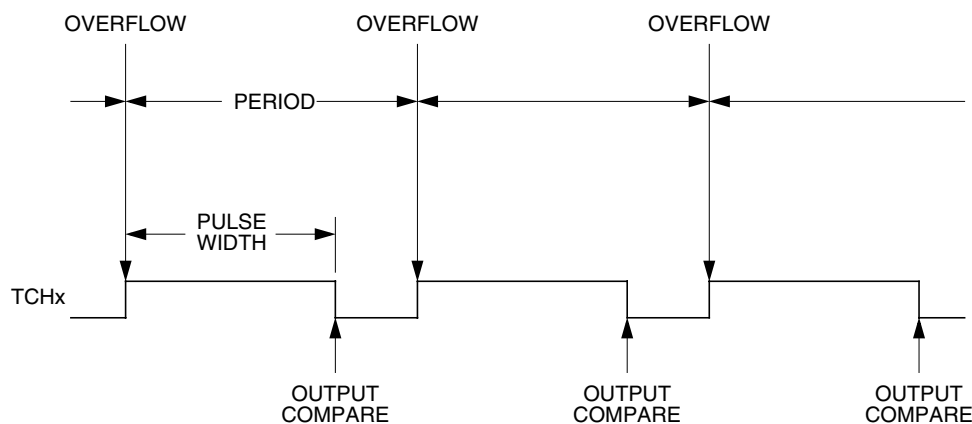 OVERFLOW OVERFLOW OVERFLOW
PERIOD
PULSE
WIDTH
TCHx
OUTPUT
COMPARE
OUTPUT
COMPARE
OUTPUT
COMPARE